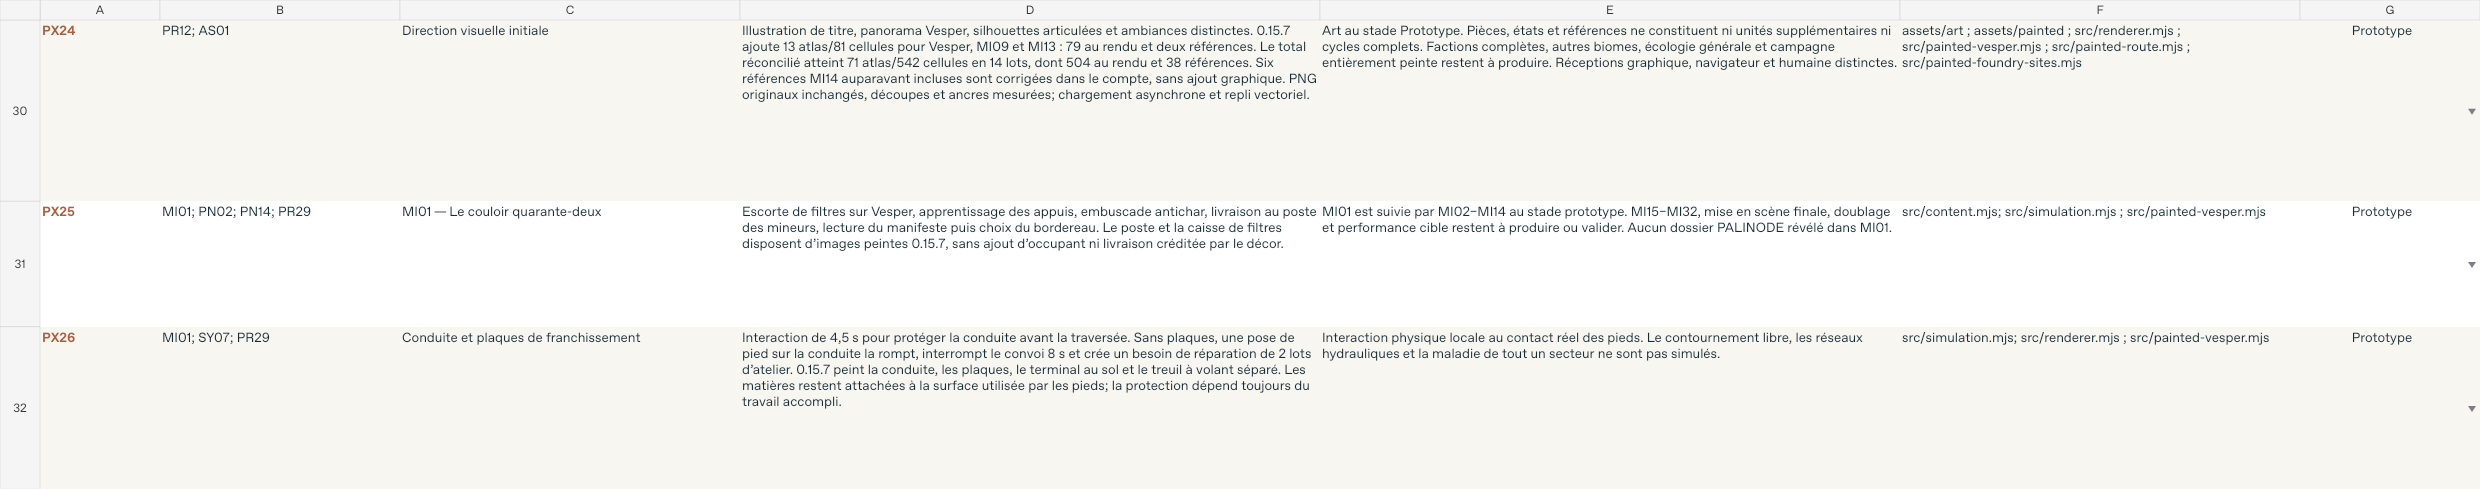 A B C D E F G
30
PX24
PR12; AS01
Direction visuelle initiale
Illustration de titre, panorama Vesper, silhouettes articulées et ambiances distinctes. 0.15.7
ajoute 13 atlas/81 cellules pour Vesper, MI09 et MI13 : 79 au rendu et deux références. Le total
réconcilié atteint 71 atlas/542 cellules en 14 lots, dont 504 au rendu et 38 références. Six
références MI14 auparavant incluses sont corrigées dans le compte, sans ajout graphique. PNG
originaux inchangés, découpes et ancres mesurées; chargement asynchrone et repli vectoriel.
Art au stade Prototype. Pièces, états et références ne constituent ni unités supplémentaires ni
cycles complets. Factions complètes, autres biomes, écologie générale et campagne
entièrement peinte restent à produire. Réceptions graphique, navigateur et humaine distinctes.
assets/art ; assets/painted ; src/renderer.mjs ;
src/painted-vesper.mjs ; src/painted-route.mjs ;
src/painted-foundry-sites.mjs
Prototype
31
PX25
MI01; PN02; PN14; PR29
MI01 — Le couloir quarante-deux
Escorte de filtres sur Vesper, apprentissage des appuis, embuscade antichar, livraison au poste
des mineurs, lecture du manifeste puis choix du bordereau. Le poste et la caisse de filtres
disposent d’images peintes 0.15.7, sans ajout d’occupant ni livraison créditée par le décor.
MI01 est suivie par MI02–MI14 au stade prototype. MI15–MI32, mise en scène finale, doublage
et performance cible restent à produire ou valider. Aucun dossier PALINODE révélé dans MI01.
src/content.mjs; src/simulation.mjs ; src/painted-vesper.mjs
Prototype
32
PX26
MI01; SY07; PR29
Conduite et plaques de franchissement
Interaction de 4,5 s pour protéger la conduite avant la traversée. Sans plaques, une pose de
pied sur la conduite la rompt, interrompt le convoi 8 s et crée un besoin de réparation de 2 lots
d’atelier. 0.15.7 peint la conduite, les plaques, le terminal au sol et le treuil à volant séparé. Les
matières restent attachées à la surface utilisée par les pieds; la protection dépend toujours du
travail accompli.
Interaction physique locale au contact réel des pieds. Le contournement libre, les réseaux
hydrauliques et la maladie de tout un secteur ne sont pas simulés.
src/simulation.mjs; src/renderer.mjs ; src/painted-vesper.mjs
Prototype